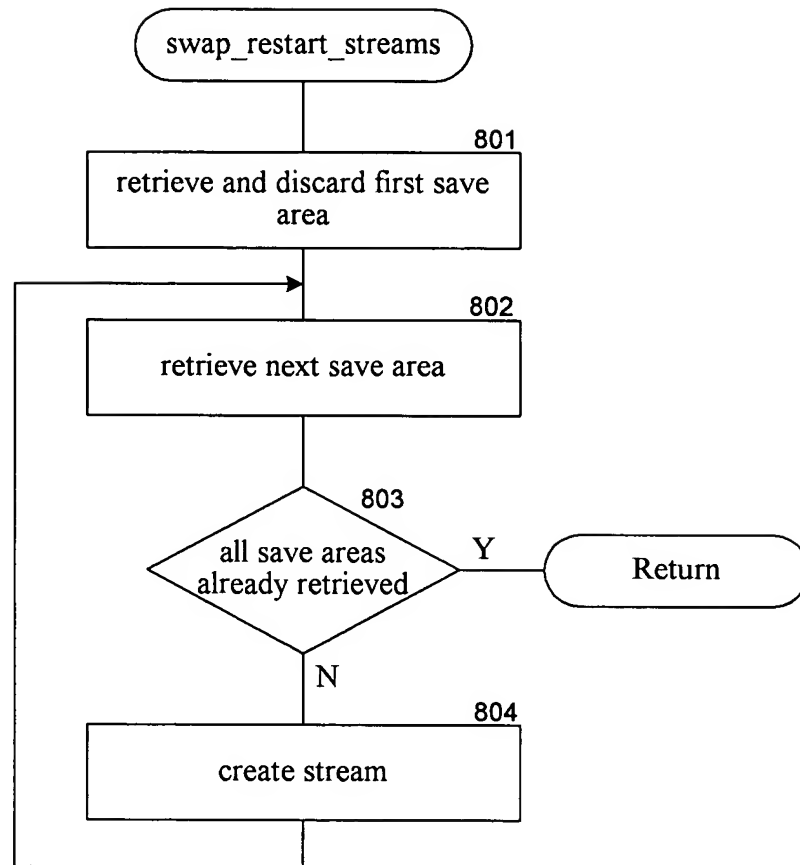 swap_restart_streams
801
retrieve and discard first save
area
802
retrieve next save area
803
all save areas
already retrieved
Y
Return
N
804
create stream